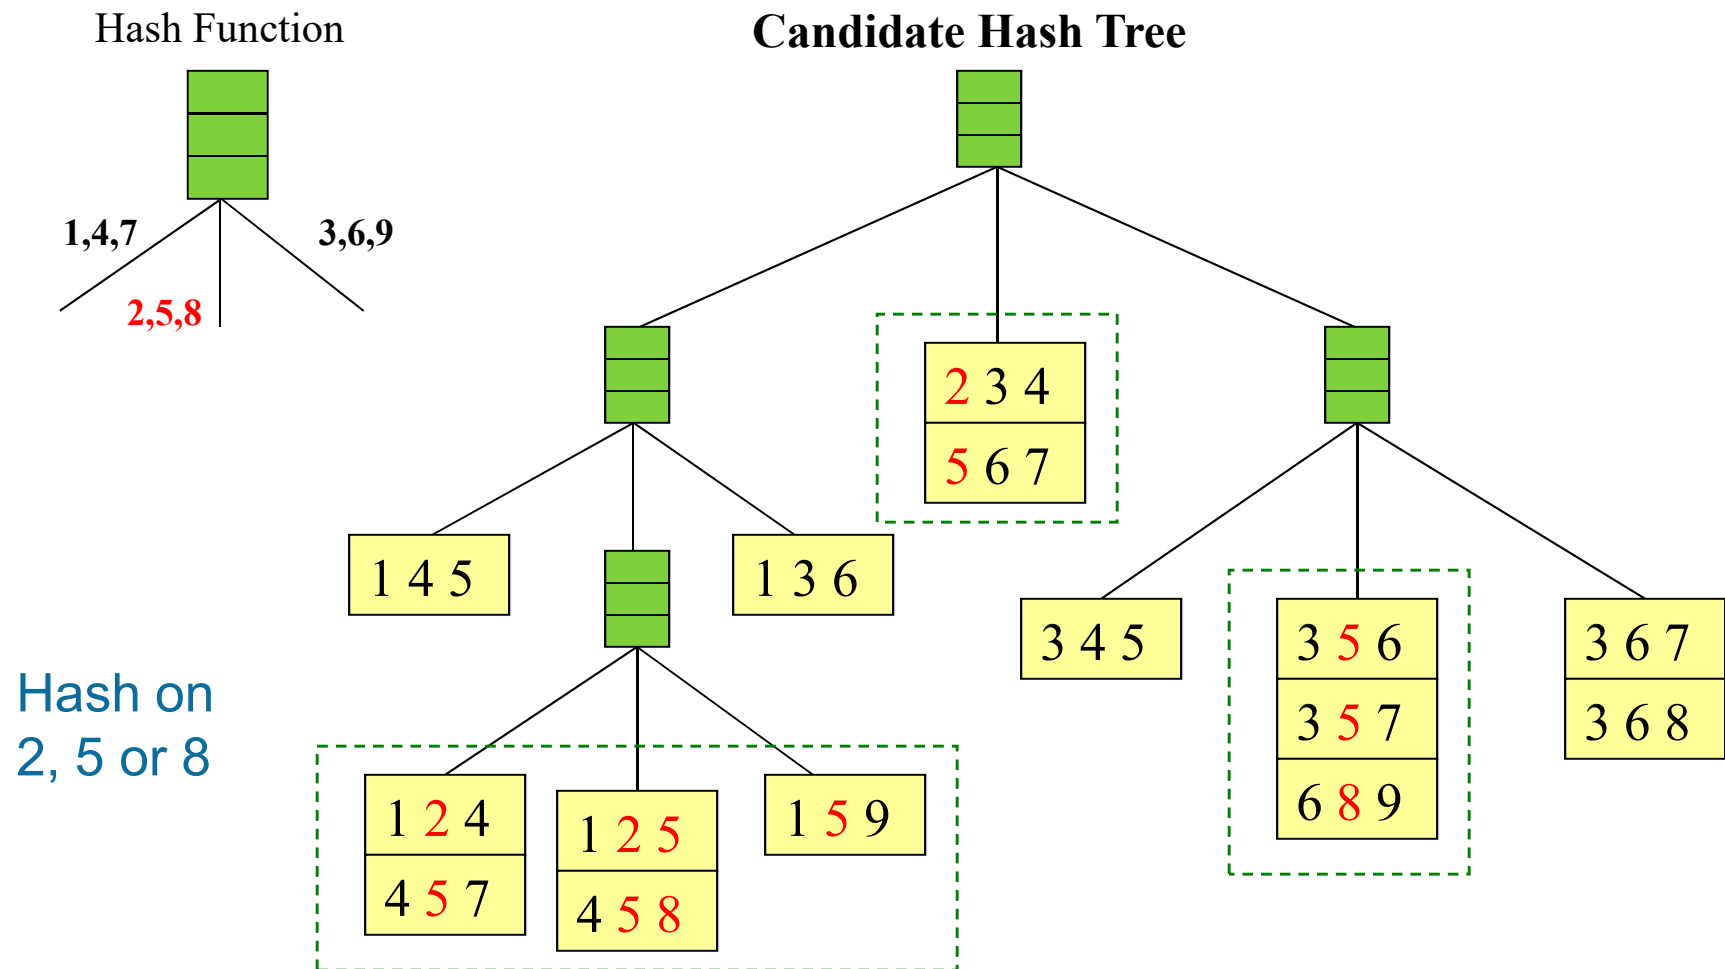 Hash Function
Candidate Hash Tree
1,4,7
3,6,9
2,5,8
2 3 4
5 6 7
1 4 5
1 3 6
3 4 5
3 5 6
3 5 7
6 8 9
3 6 7
3 6 8
Hash on
2, 5 or 8
1 2 4
4 5 7
1 2 5
4 5 8
1 5 9